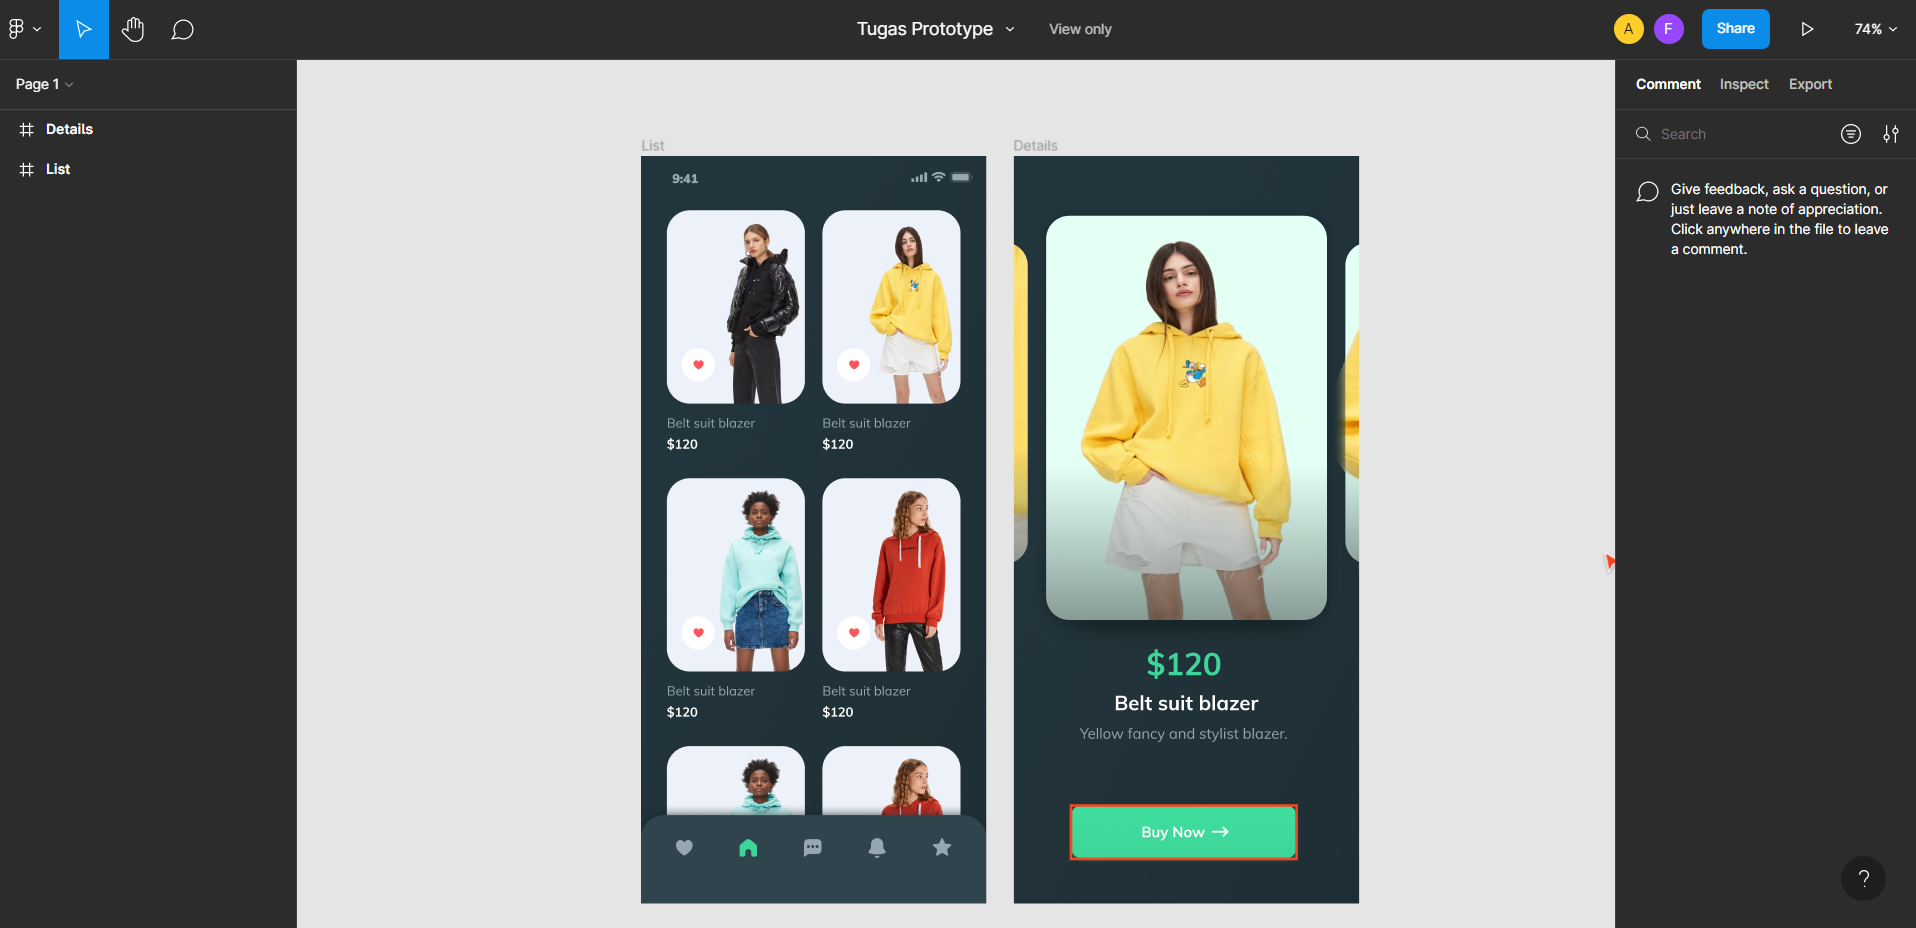 Tugas Prototype
View only
A
F
Share
74%
Page 1
Details
List
List
9:41
Belt suit blazer
$120
Belt suit blazer
$120
Belt suit blazer
$120
Belt suit blazer
$120
Details
$120
Belt suit blazer
Yellow fancy and stylist blazer.
Buy Now →
Comment
Inspect
Export
Search
Give feedback, ask a question, or
just leave a note of appreciation.
Click anywhere in the file to leave
a comment.
?